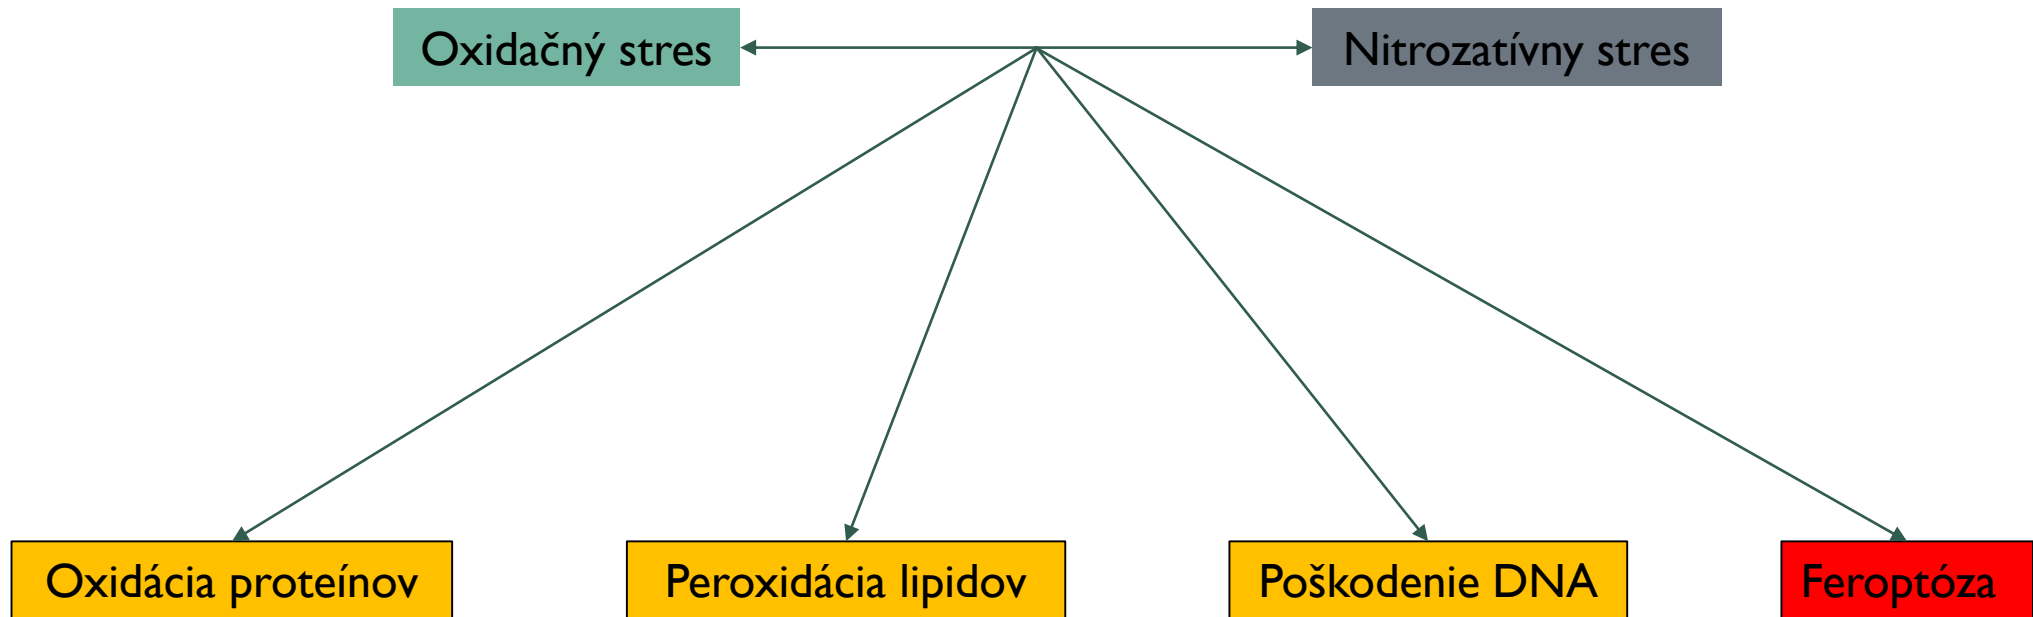 Oxidačný stres
Nitrozatívny stres
Oxidácia proteínov
Peroxidácia lipidov
Poškodenie DNA
Feroptóza